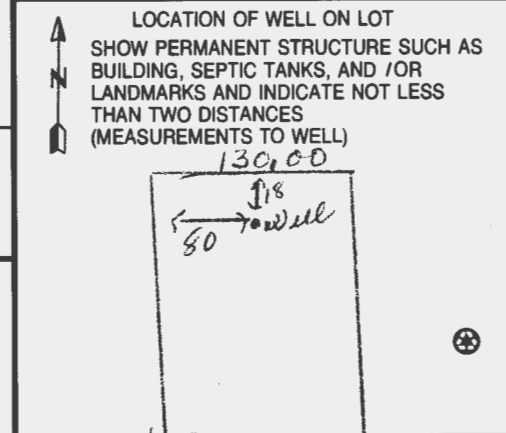 LOCATION OF WELL ON LOT
SHOW PERMANENT STRUCTURE SUCH AS
N
BUILDING, SEPTIC TANKS, AND /OR
LANDMARKS AND INDICATE NOT LESS
THAN TWO DISTANCES
(MEASUREMENTS TO WELL)
130.00
18
Well
80